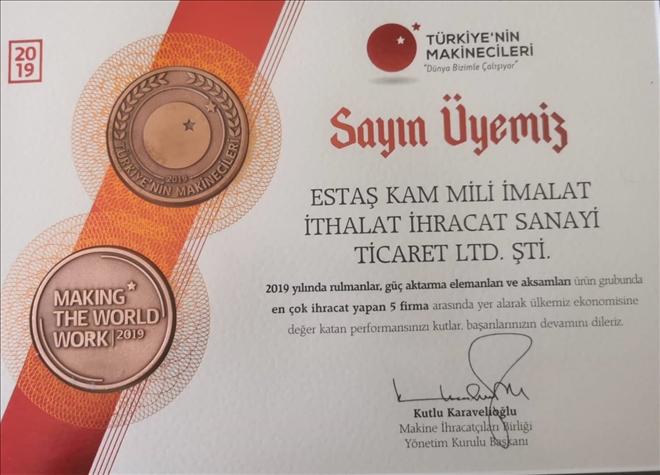 20
19
TÜRKİYE'NİN
MAKİNECİLERİ
"Dünya Bizimle Çalışıyor"
Sayın Üyemiz
2019
TÜRKİYE'NİN MAKİNECİLERİ
ESTAŞ KAM MİLİ İMALAT
İTHALAT İHRACAT SANAYİ
TİCARET LTD. ŞTİ.
MAKING
THE WORLD
WORK | 2019
2019 yılında rulmanlar, güç aktarma elemanları ve aksamları ürün grubunda
en çok ihracat yapan 5 firma arasında yer alarak ülkemiz ekonomisine
değer katan performansınızı kutlar, başarılarınızın devamını dileriz.
Kutlu Karavelioğlu
Makine İhracatçıları Birliği
Yönetim Kurulu Başkanı